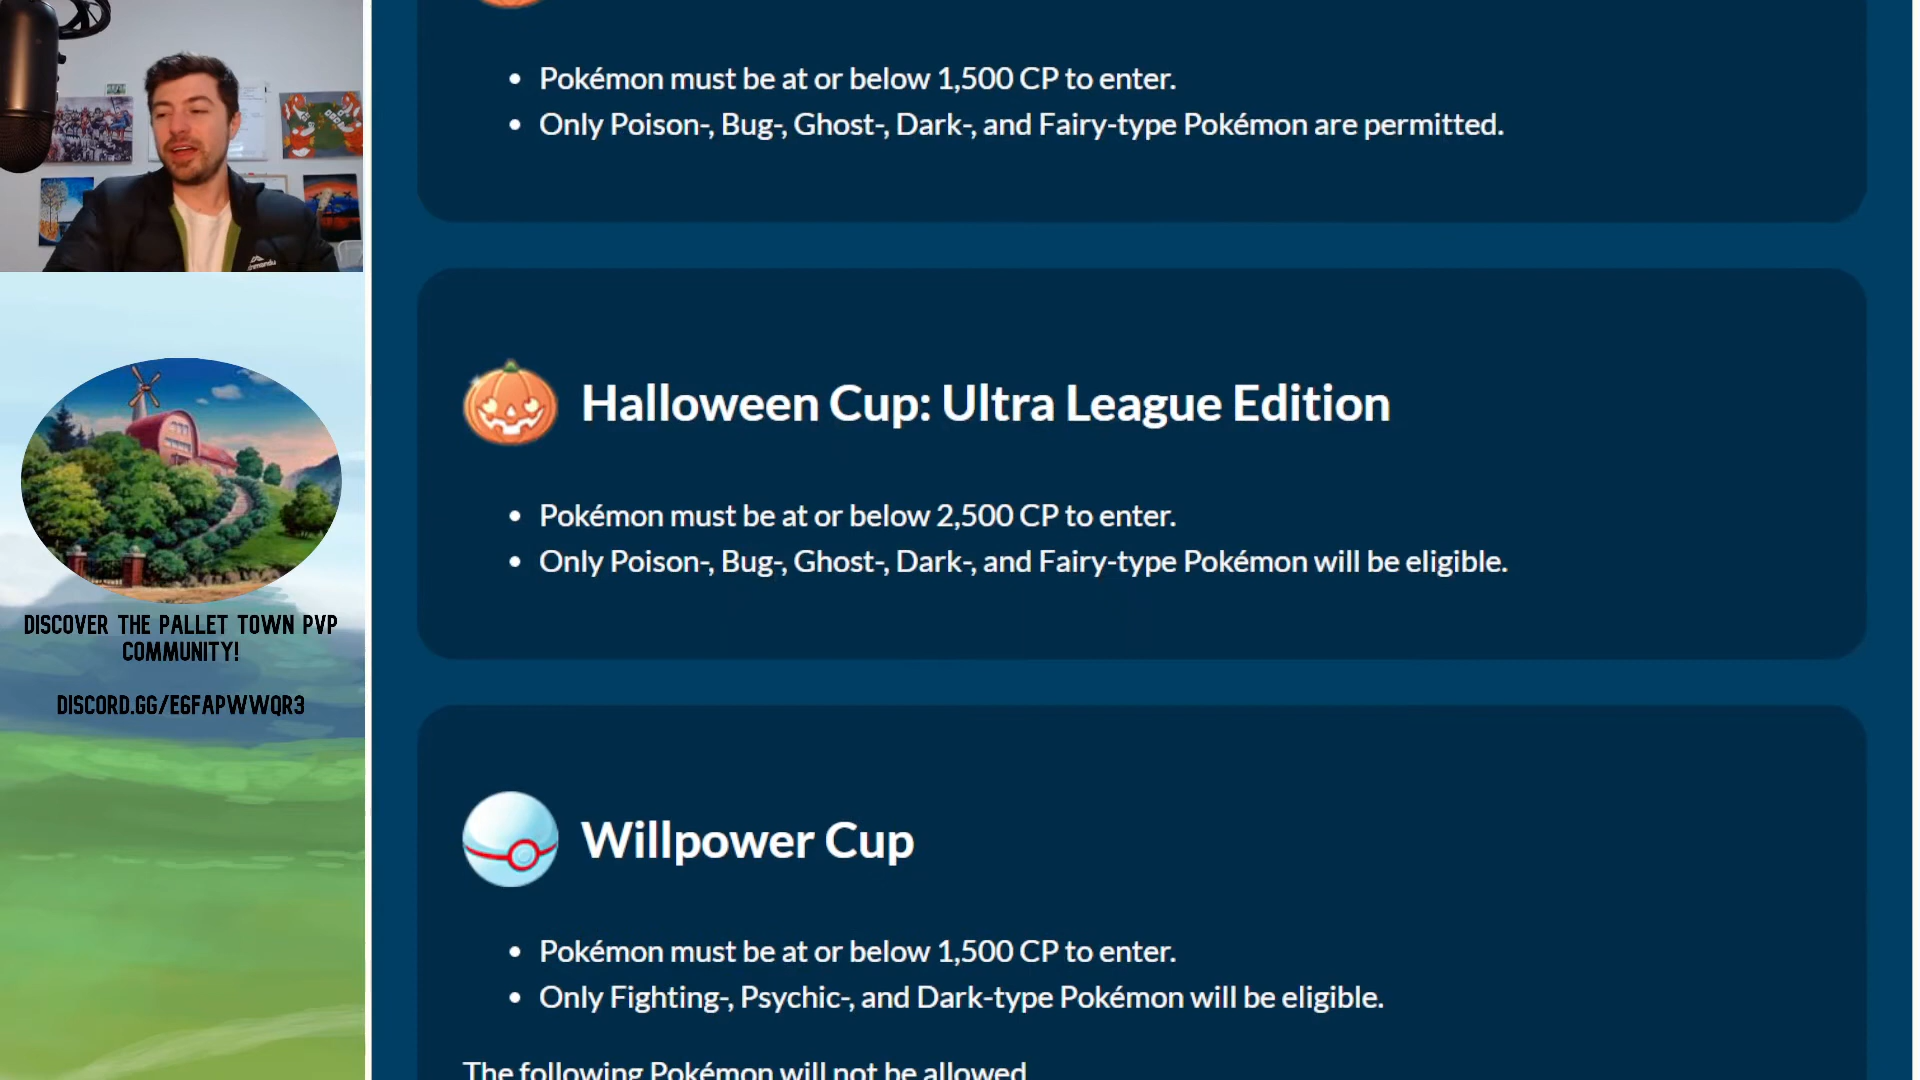 Pokémon must be at or below 1,500 CP to enter.
Only Poison-, Bug-, Ghost-, Dark-, and Fairy-type Pokémon are permitted.
Halloween Cup: Ultra League Edition
Pokémon must be at or below 2,500 CP to enter.
Only Poison-, Bug-, Ghost-, Dark-, and Fairy-type Pokémon will be eligible.
DISCOVER THE PALLET TOWN PVP
COMMUNITY!
DISCORD.GG/E6FAPWWQR3
Willpower Cup
Pokémon must be at or below 1,500 CP to enter.
Only Fighting-, Psychic-, and Dark-type Pokémon will be eligible.
The following Pokémon will not be allowed